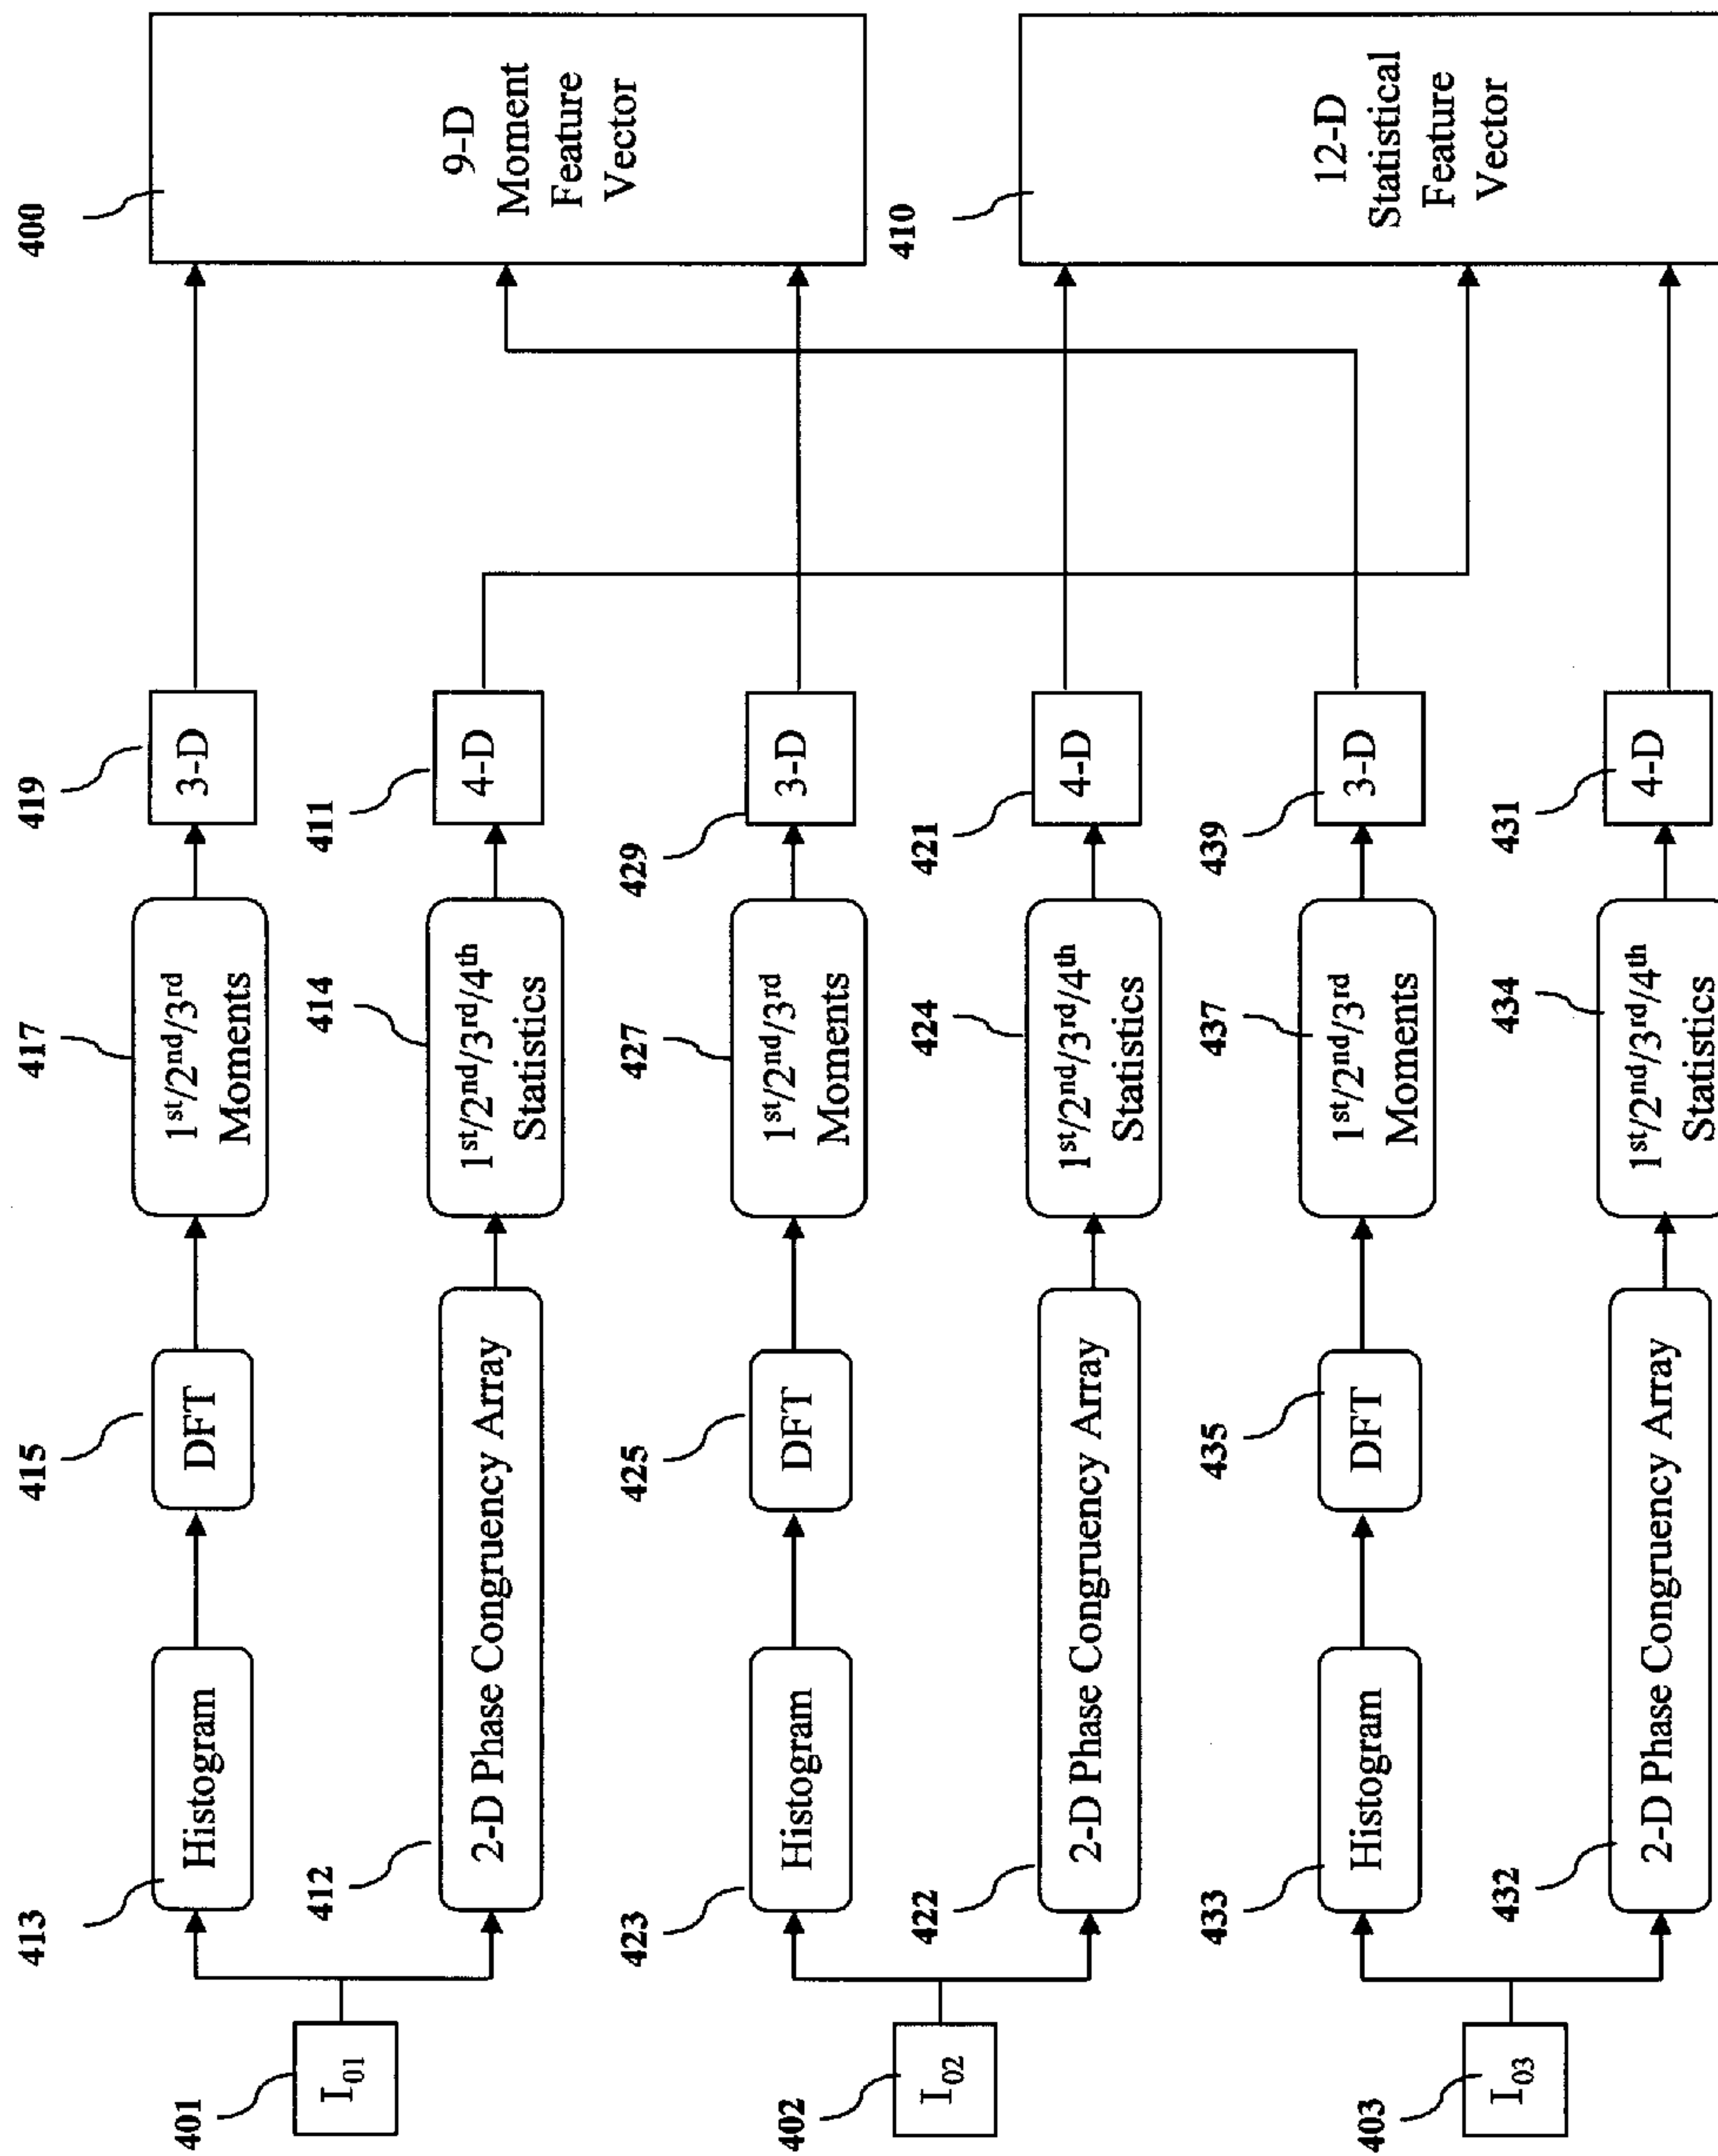 401
I01
413
Histogram
415
DFT
417
1st/2nd/3rd
Moments
419
3-D
412
2-D Phase Congruency Array
414
1st/2nd/3rd/4th
Statistics
411
4-D
402
I02
423
Histogram
425
DFT
427
1st/2nd/3rd
Moments
429
3-D
422
2-D Phase Congruency Array
424
1st/2nd/3rd/4th
Statistics
421
4-D
403
I03
433
Histogram
435
DFT
437
1st/2nd/3rd
Moments
439
3-D
432
2-D Phase Congruency Array
434
1st/2nd/3rd/4th
Statistics
431
4-D
400
9-D
Moment
Feature
Vector
410
12-D
Statistical
Feature
Vector